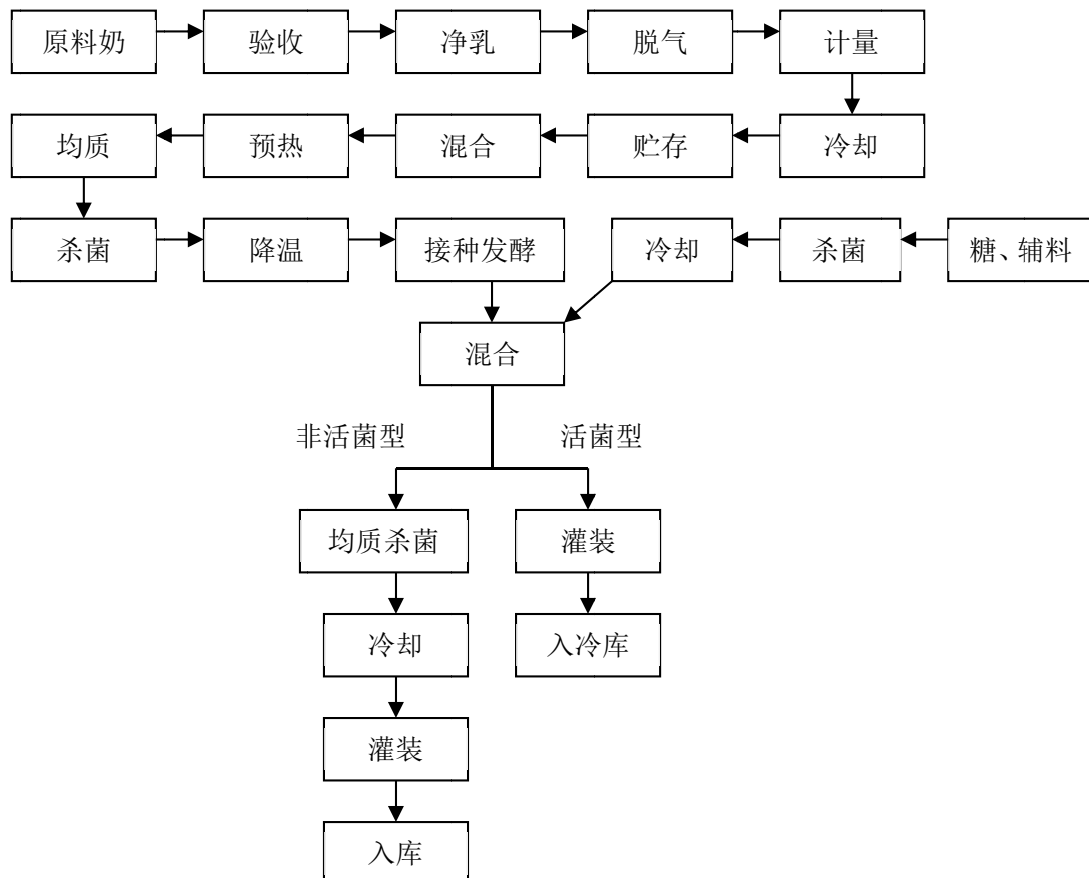 原料奶 验收 净乳 脱气 计量
均质 预热 混合 贮存 冷却
杀菌 降温 接种发酵 冷却 杀菌 糖、辅料
混合
非活菌型 活菌型
均质杀菌 灌装
冷却 入冷库
灌装
入库